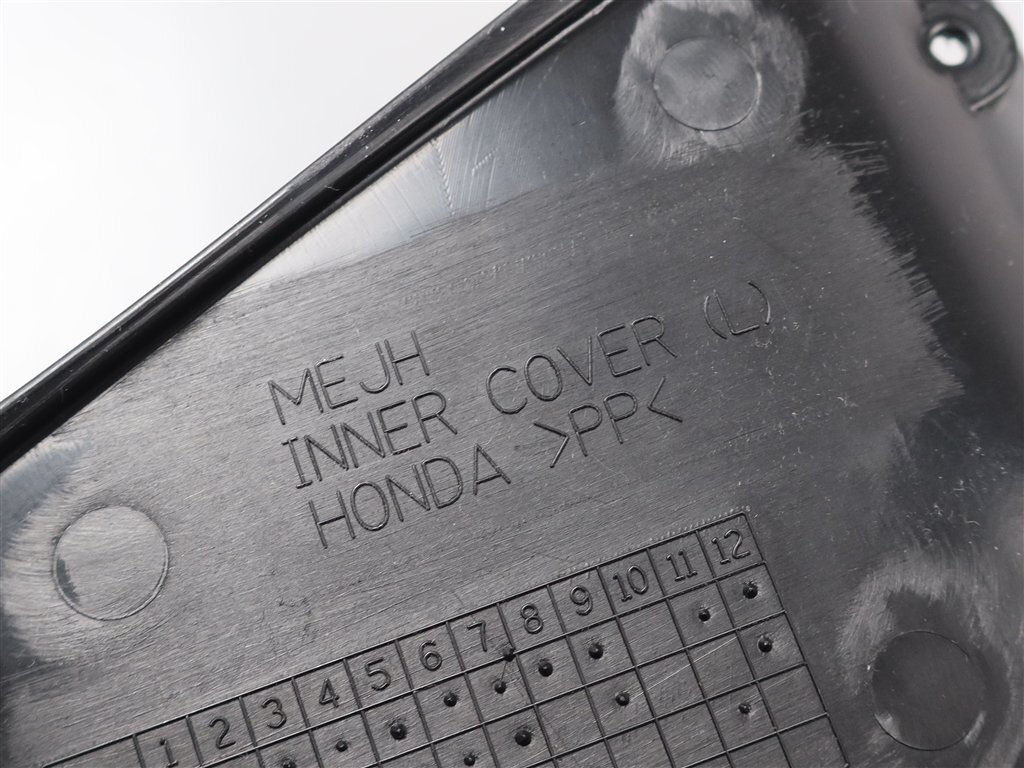 MEJH
INNER COVER (L)
HONDA >PP<
1 2 3 4 5 6 7 8 9 10 11 12